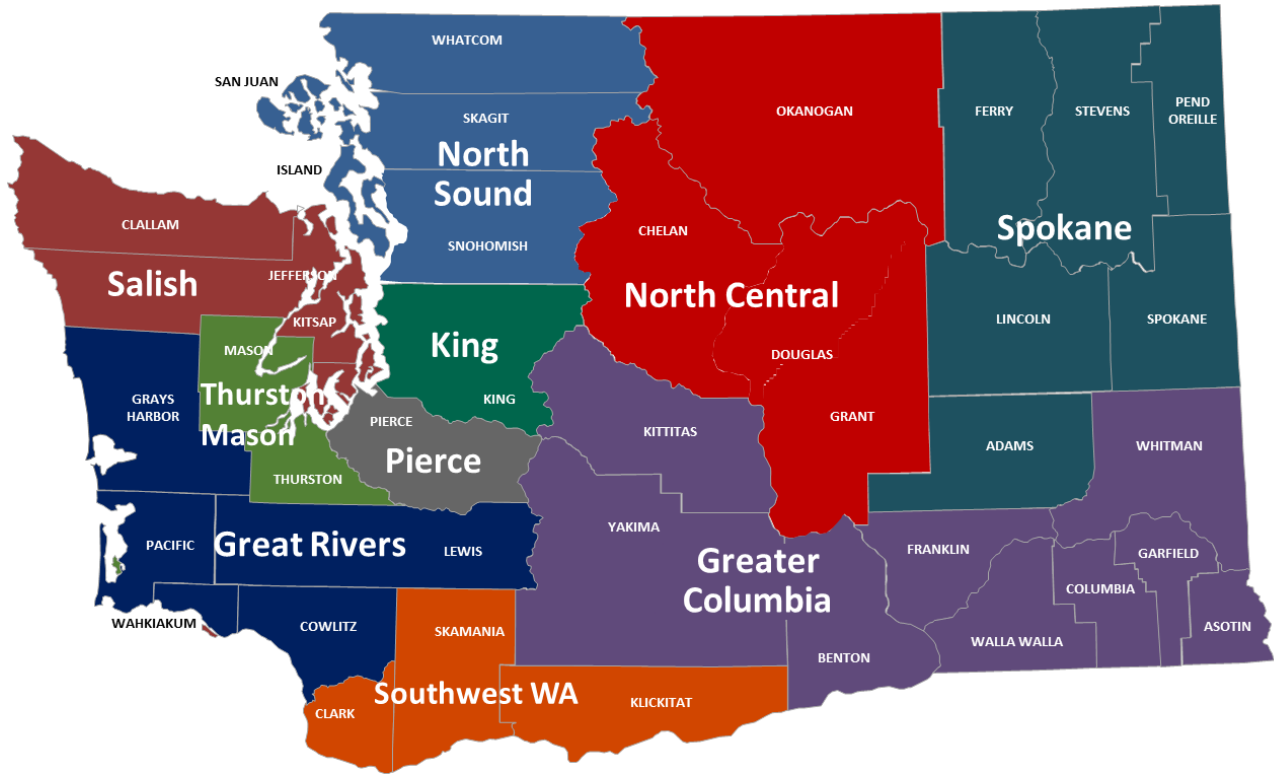 WHATCOM
SAN JUAN
SKAGIT
North
Sound
ISLAND
SNOHOMISH
OKANOGAN
FERRY
STEVENS
PEND
OREILLE
Spokane
CLALLAM
JEFFERSON
Salish
KITSAP
CHELAN
North Central
DOUGLAS
GRANT
LINCOLN
SPOKANE
King
KING
MASON
Thurston
Mason
THURSTON
GRAYS
HARBOR
PIERCE
Pierce
KITTITAS
ADAMS
WHITMAN
PACIFIC
Great Rivers
LEWIS
YAKIMA
Greater
Columbia
FRANKLIN
GARFIELD
COLUMBIA
WAHKIAKUM
COWLITZ
SKAMANIA
BENTON
WALLA WALLA
ASOTIN
Southwest WA
CLARK
KLICKITAT